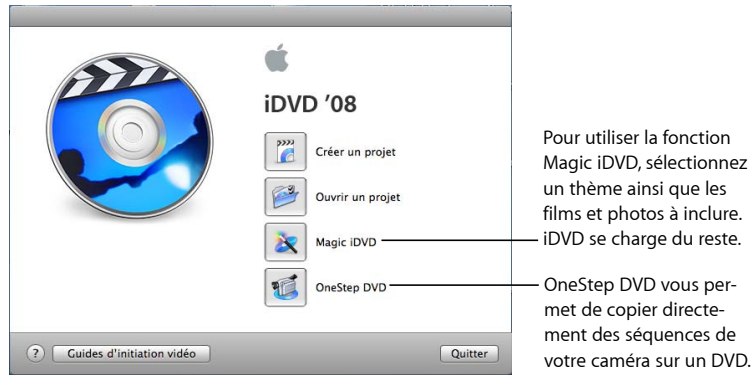 iDVD '08
Créer un projet
Ouvrir un projet
Magic iDVD
OneStep DVD
? Guides d'initiation vidéo
Quitter
Pour utiliser la fonction
Magic iDVD, sélectionnez
un thème ainsi que les
films et photos à inclure.
iDVD se charge du reste.
OneStep DVD vous per-
met de copier directe-
ment des séquences de
votre caméra sur un DVD.